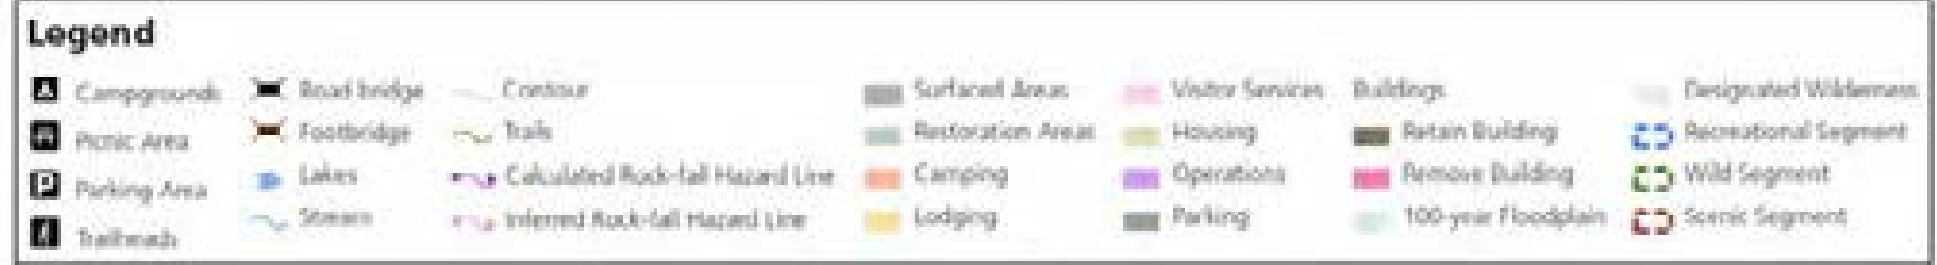 Legend
Campgrounds
Picnic Area
Parking Area
Trailheads
Road bridge
Footbridge
Lakes
Stream
Contour
Trails
Calculated Rock-fall Hazard Line
Inferred Rock-fall Hazard Line
Surfaced Areas
Restoration Areas
Camping
Lodging
Visitor Services
Housing
Operations
Parking
Buildings
Retain Building
Remove Building
100-year Floodplain
Designated Wilderness
Recreational Segment
Wild Segment
Scenic Segment